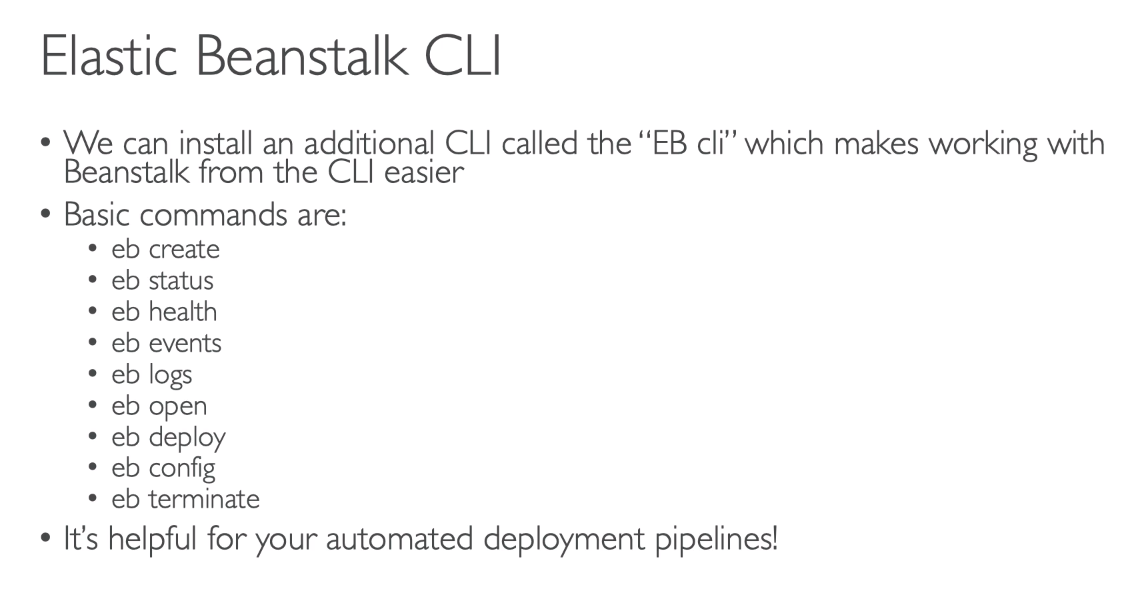 Elastic Beanstalk CLI
• We can install an additional CLI called the “EB cli” which makes working with
Beanstalk from the CLI easier
• Basic commands are:
• eb create
• eb status
• eb health
• eb events
• eb logs
• eb open
• eb deploy
• eb config
• eb terminate
• It’s helpful for your automated deployment pipelines!